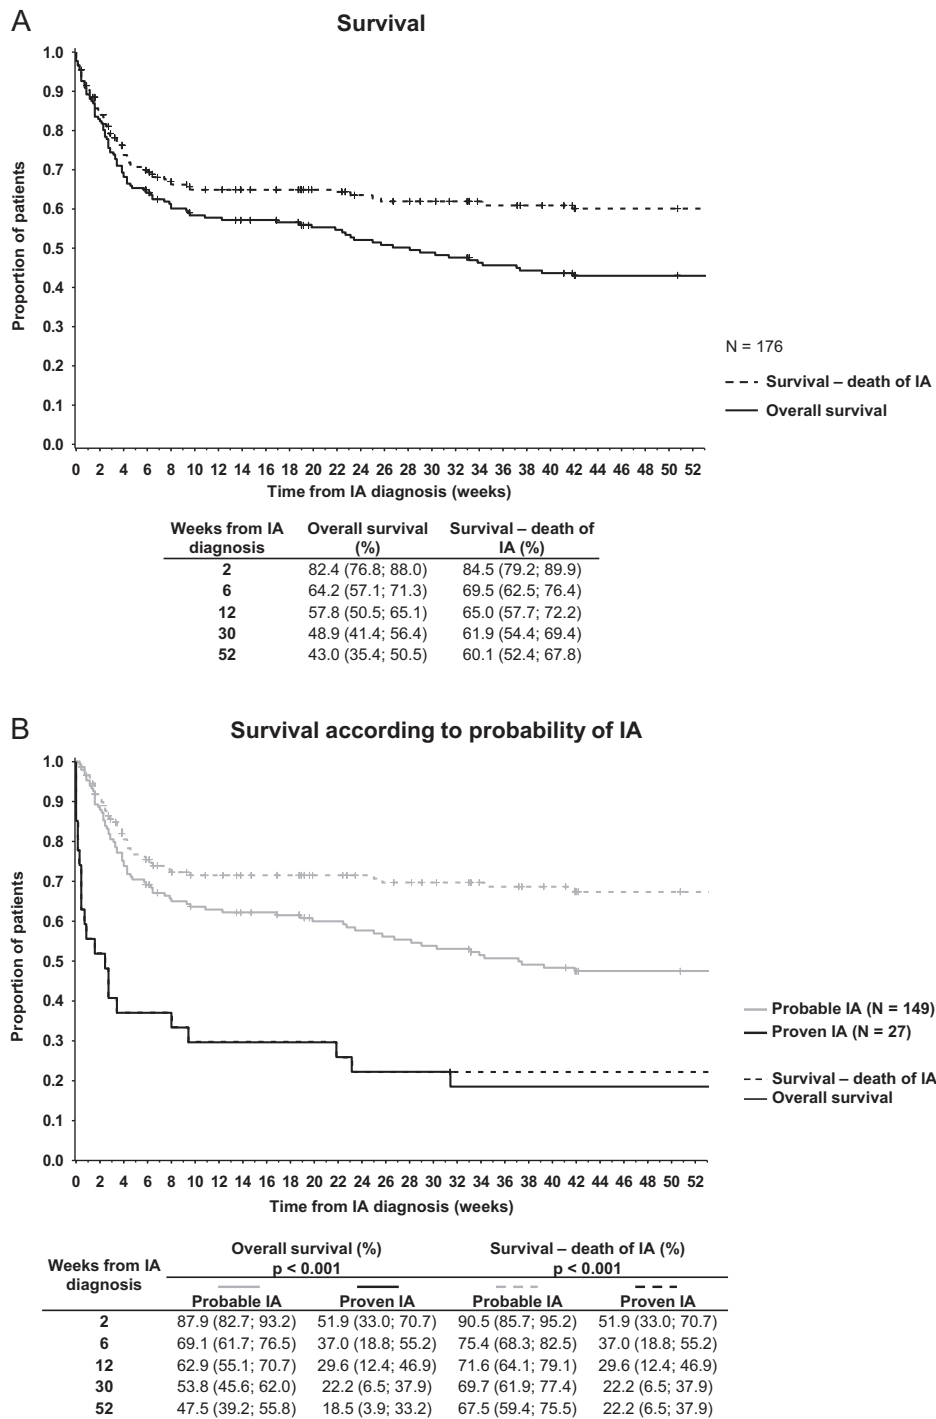 A
Survival
1.0
0.9
0.8
0.7
0.6
0.5
0.4
0.3
0.2
0.1
0.0
Proportion of patients
0 2 4 6 8 10 12 14 16 18 20 22 24 26 28 30 32 34 36 38 40 42 44 46 48 50 52
Time from IA diagnosis (weeks)
N = 176
Survival – death of IA
Overall survival
Weeks from IA Overall survival Survival – death of
diagnosis (%) IA (%)
2 82.4 (76.8; 88.0) 84.5 (79.2; 89.9)
6 64.2 (57.1; 71.3) 69.5 (62.5; 76.4)
12 57.8 (50.5; 65.1) 65.0 (57.7; 72.2)
30 48.9 (41.4; 56.4) 61.9 (54.4; 69.4)
52 43.0 (35.4; 50.5) 60.1 (52.4; 67.8)
B
Survival according to probability of IA
1.0
0.9
0.8
0.7
0.6
0.5
0.4
0.3
0.2
0.1
0.0
Proportion of patients
0 2 4 6 8 10 12 14 16 18 20 22 24 26 28 30 32 34 36 38 40 42 44 46 48 50 52
Time from IA diagnosis (weeks)
Probable IA (N = 149)
Proven IA (N = 27)
Survival – death of IA
Overall survival
Overall survival (%) Survival – death of IA (%)
Weeks from IA p < 0.001 p < 0.001
diagnosis
Probable IA Proven IA Probable IA Proven IA
2 87.9 (82.7; 93.2) 51.9 (33.0; 70.7) 90.5 (85.7; 95.2) 51.9 (33.0; 70.7)
6 69.1 (61.7; 76.5) 37.0 (18.8; 55.2) 75.4 (68.3; 82.5) 37.0 (18.8; 55.2)
12 62.9 (55.1; 70.7) 29.6 (12.4; 46.9) 71.6 (64.1; 79.1) 29.6 (12.4; 46.9)
30 53.8 (45.6; 62.0) 22.2 (6.5; 37.9) 69.7 (61.9; 77.4) 22.2 (6.5; 37.9)
52 47.5 (39.2; 55.8) 18.5 (3.9; 33.2) 67.5 (59.4; 75.5) 22.2 (6.5; 37.9)